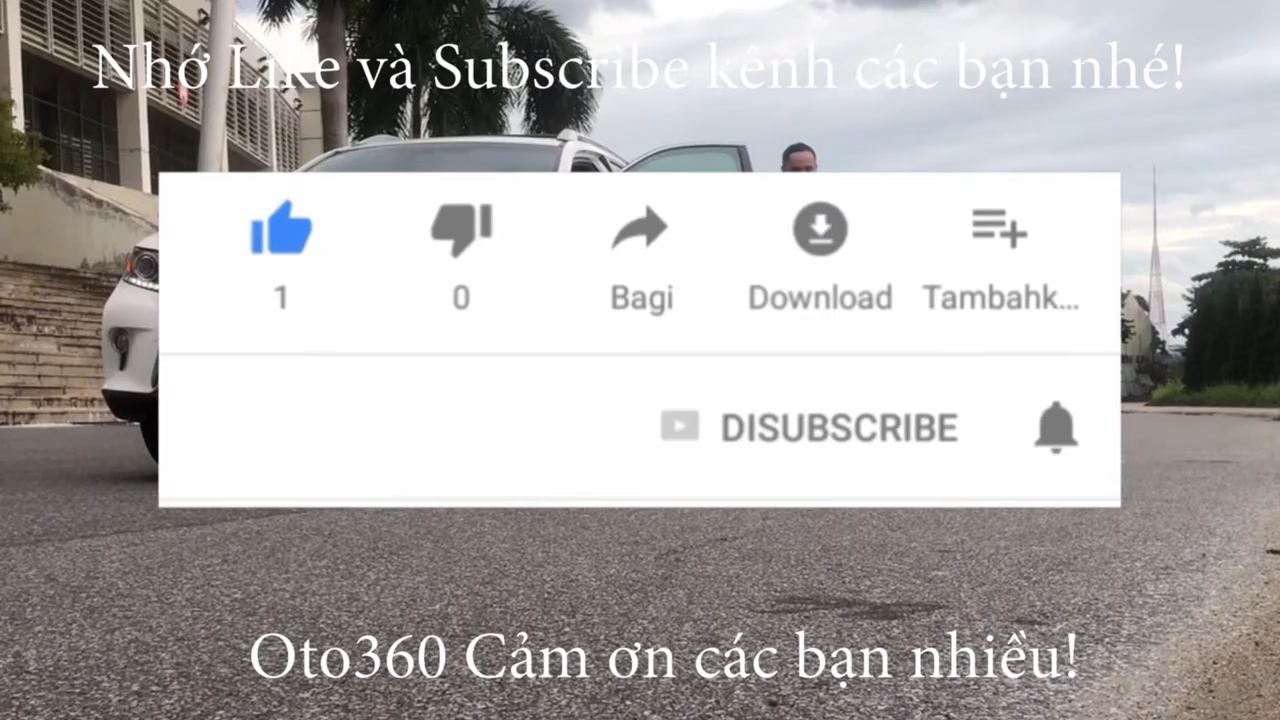 Nhớ Like và Subscribe kênh các bạn nhé!
1 0 Bagi Download Tambahk...
DISUBSCRIBE
Oto360 Cảm ơn các bạn nhiều!